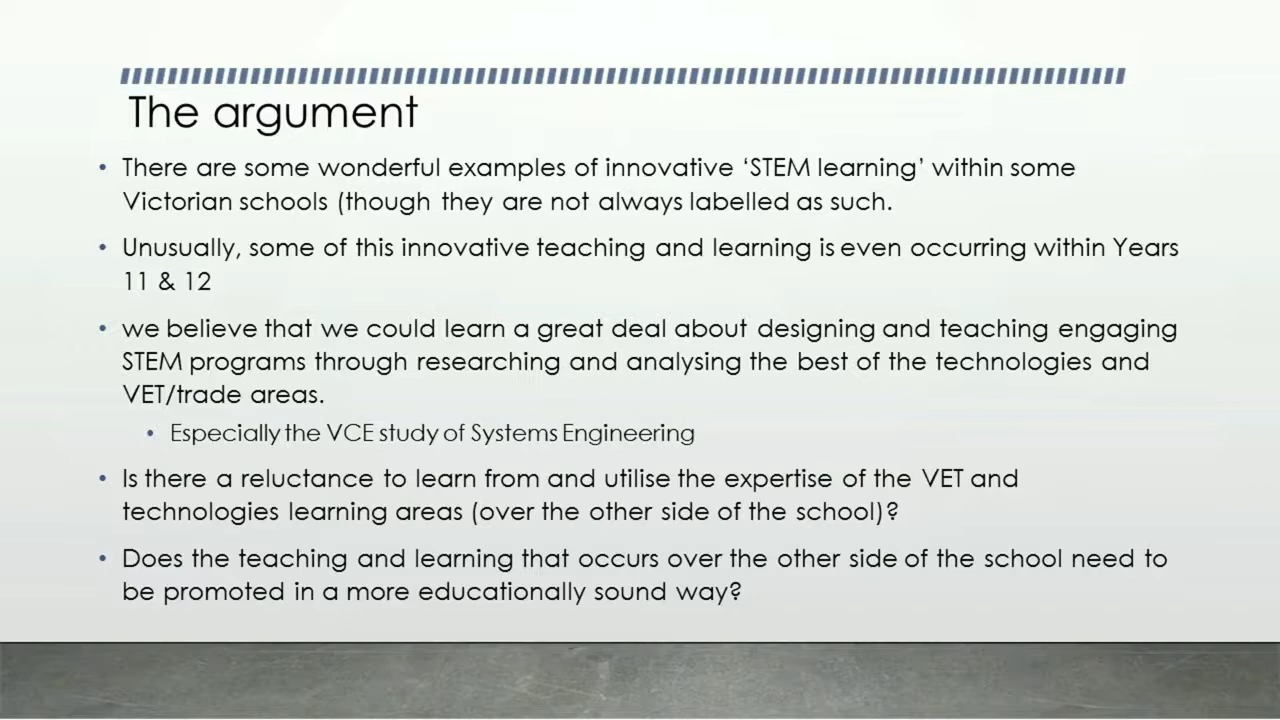 The argument
• There are some wonderful examples of innovative ‘STEM learning’ within some
Victorian schools (though they are not always labelled as such.
• Unusually, some of this innovative teaching and learning is even occurring within Years
11 & 12
• we believe that we could learn a great deal about designing and teaching engaging
STEM programs through researching and analysing the best of the technologies and
VET/trade areas.
• Especially the VCE study of Systems Engineering
• Is there a reluctance to learn from and utilise the expertise of the VET and
technologies learning areas (over the other side of the school)?
• Does the teaching and learning that occurs over the other side of the school need to
be promoted in a more educationally sound way?